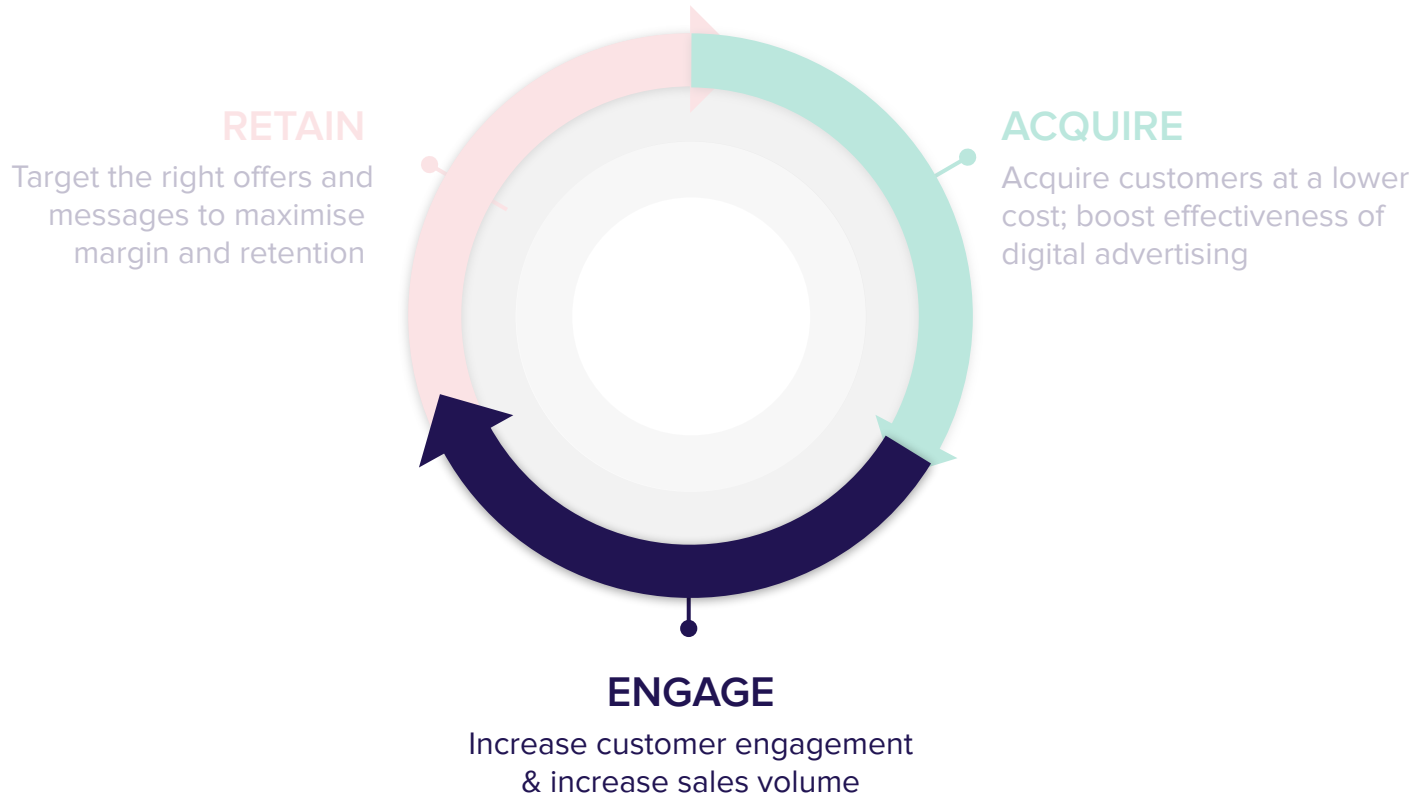 RETAIN
Target the right offers and
messages to maximise
margin and retention
ACQUIRE
Acquire customers at a lower
cost; boost effectiveness of
digital advertising
ENGAGE
Increase customer engagement
& increase sales volume